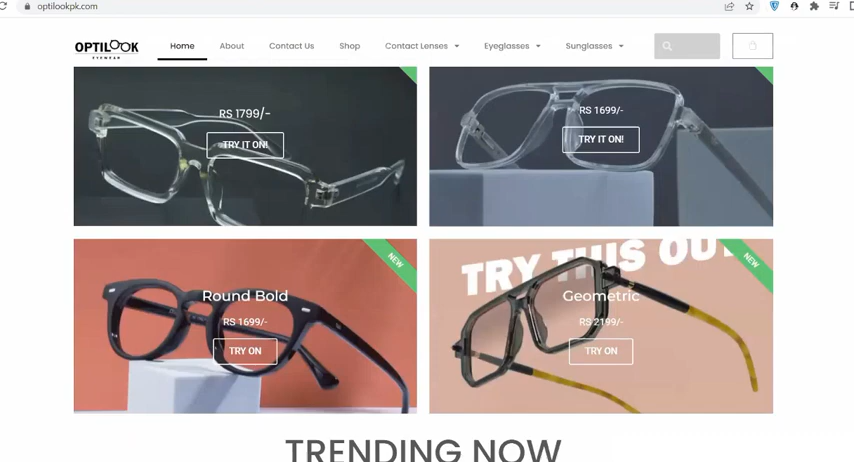 optilookpk.com
OPTILOOK
EYEWEAR
Home
About
Contact Us
Shop
Contact Lenses
Eyeglasses
Sunglasses
RS 1799/-
TRY IT ON!
RS 1699/-
TRY IT ON!
NEW
Round Bold
RS 1699/-
TRY ON
TRY THIS OUT
NEW
Geometric
RS 2199/-
TRY ON
TRENDING NOW